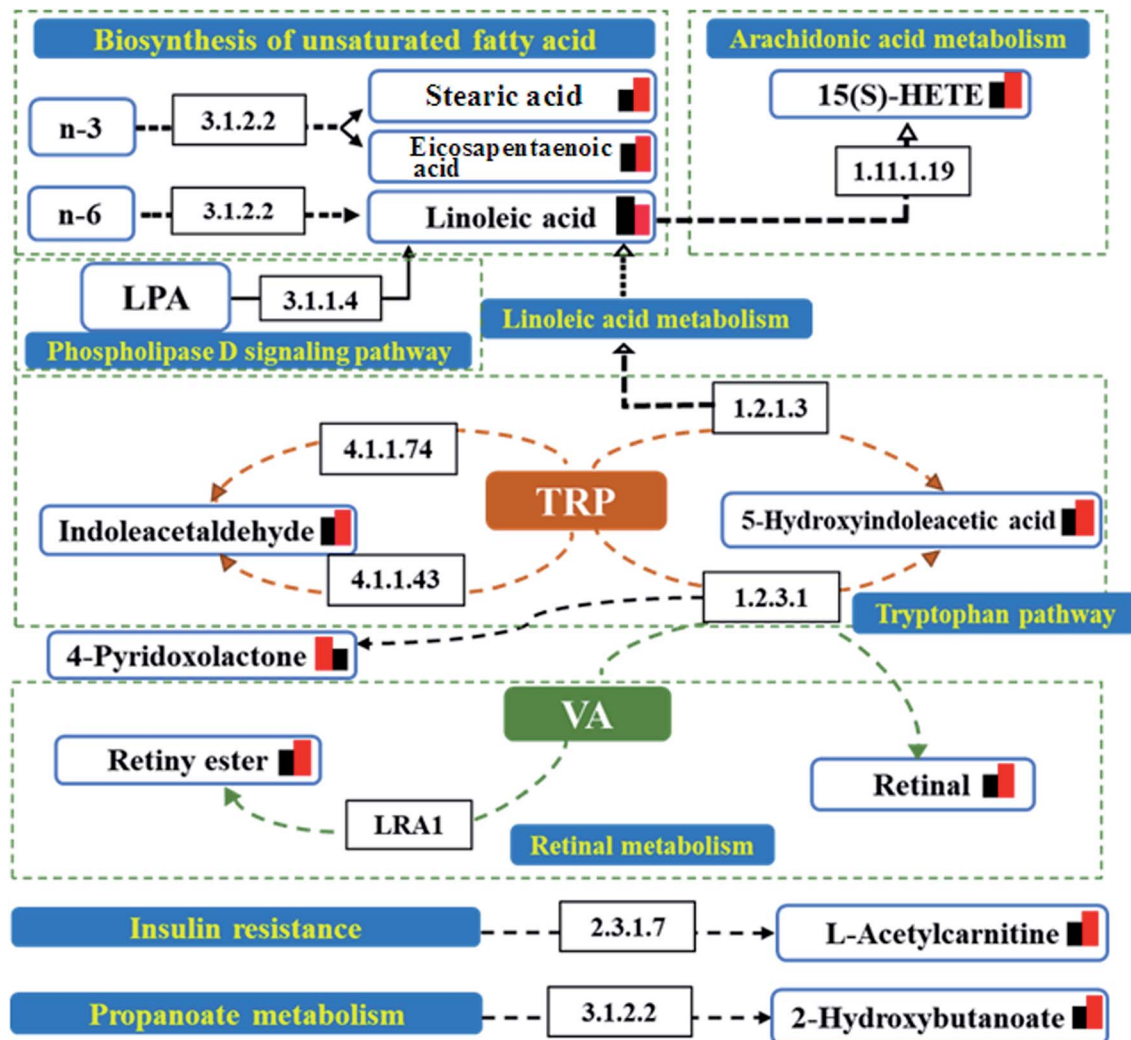 Biosynthesis of unsaturated fatty acid
Arachidonic acid metabolism
n-3
3.1.2.2
Stearic acid
Eicosapentaenoic
acid
n-6
3.1.2.2
Linoleic acid
15(S)-HETE
1.11.1.19
LPA
3.1.1.4
Phospholipase D signaling pathway
Linoleic acid metabolism
1.2.1.3
4.1.1.74
TRP
Indoleacetaldehyde
5-Hydroxyindoleacetic acid
4.1.1.43
1.2.3.1
Tryptophan pathway
4-Pyridoxolactone
VA
Retiny ester
Retinal
LRA1
Retinal metabolism
Insulin resistance
2.3.1.7
L-Acetylcarnitine
Propanoate metabolism
3.1.2.2
2-Hydroxybutanoate